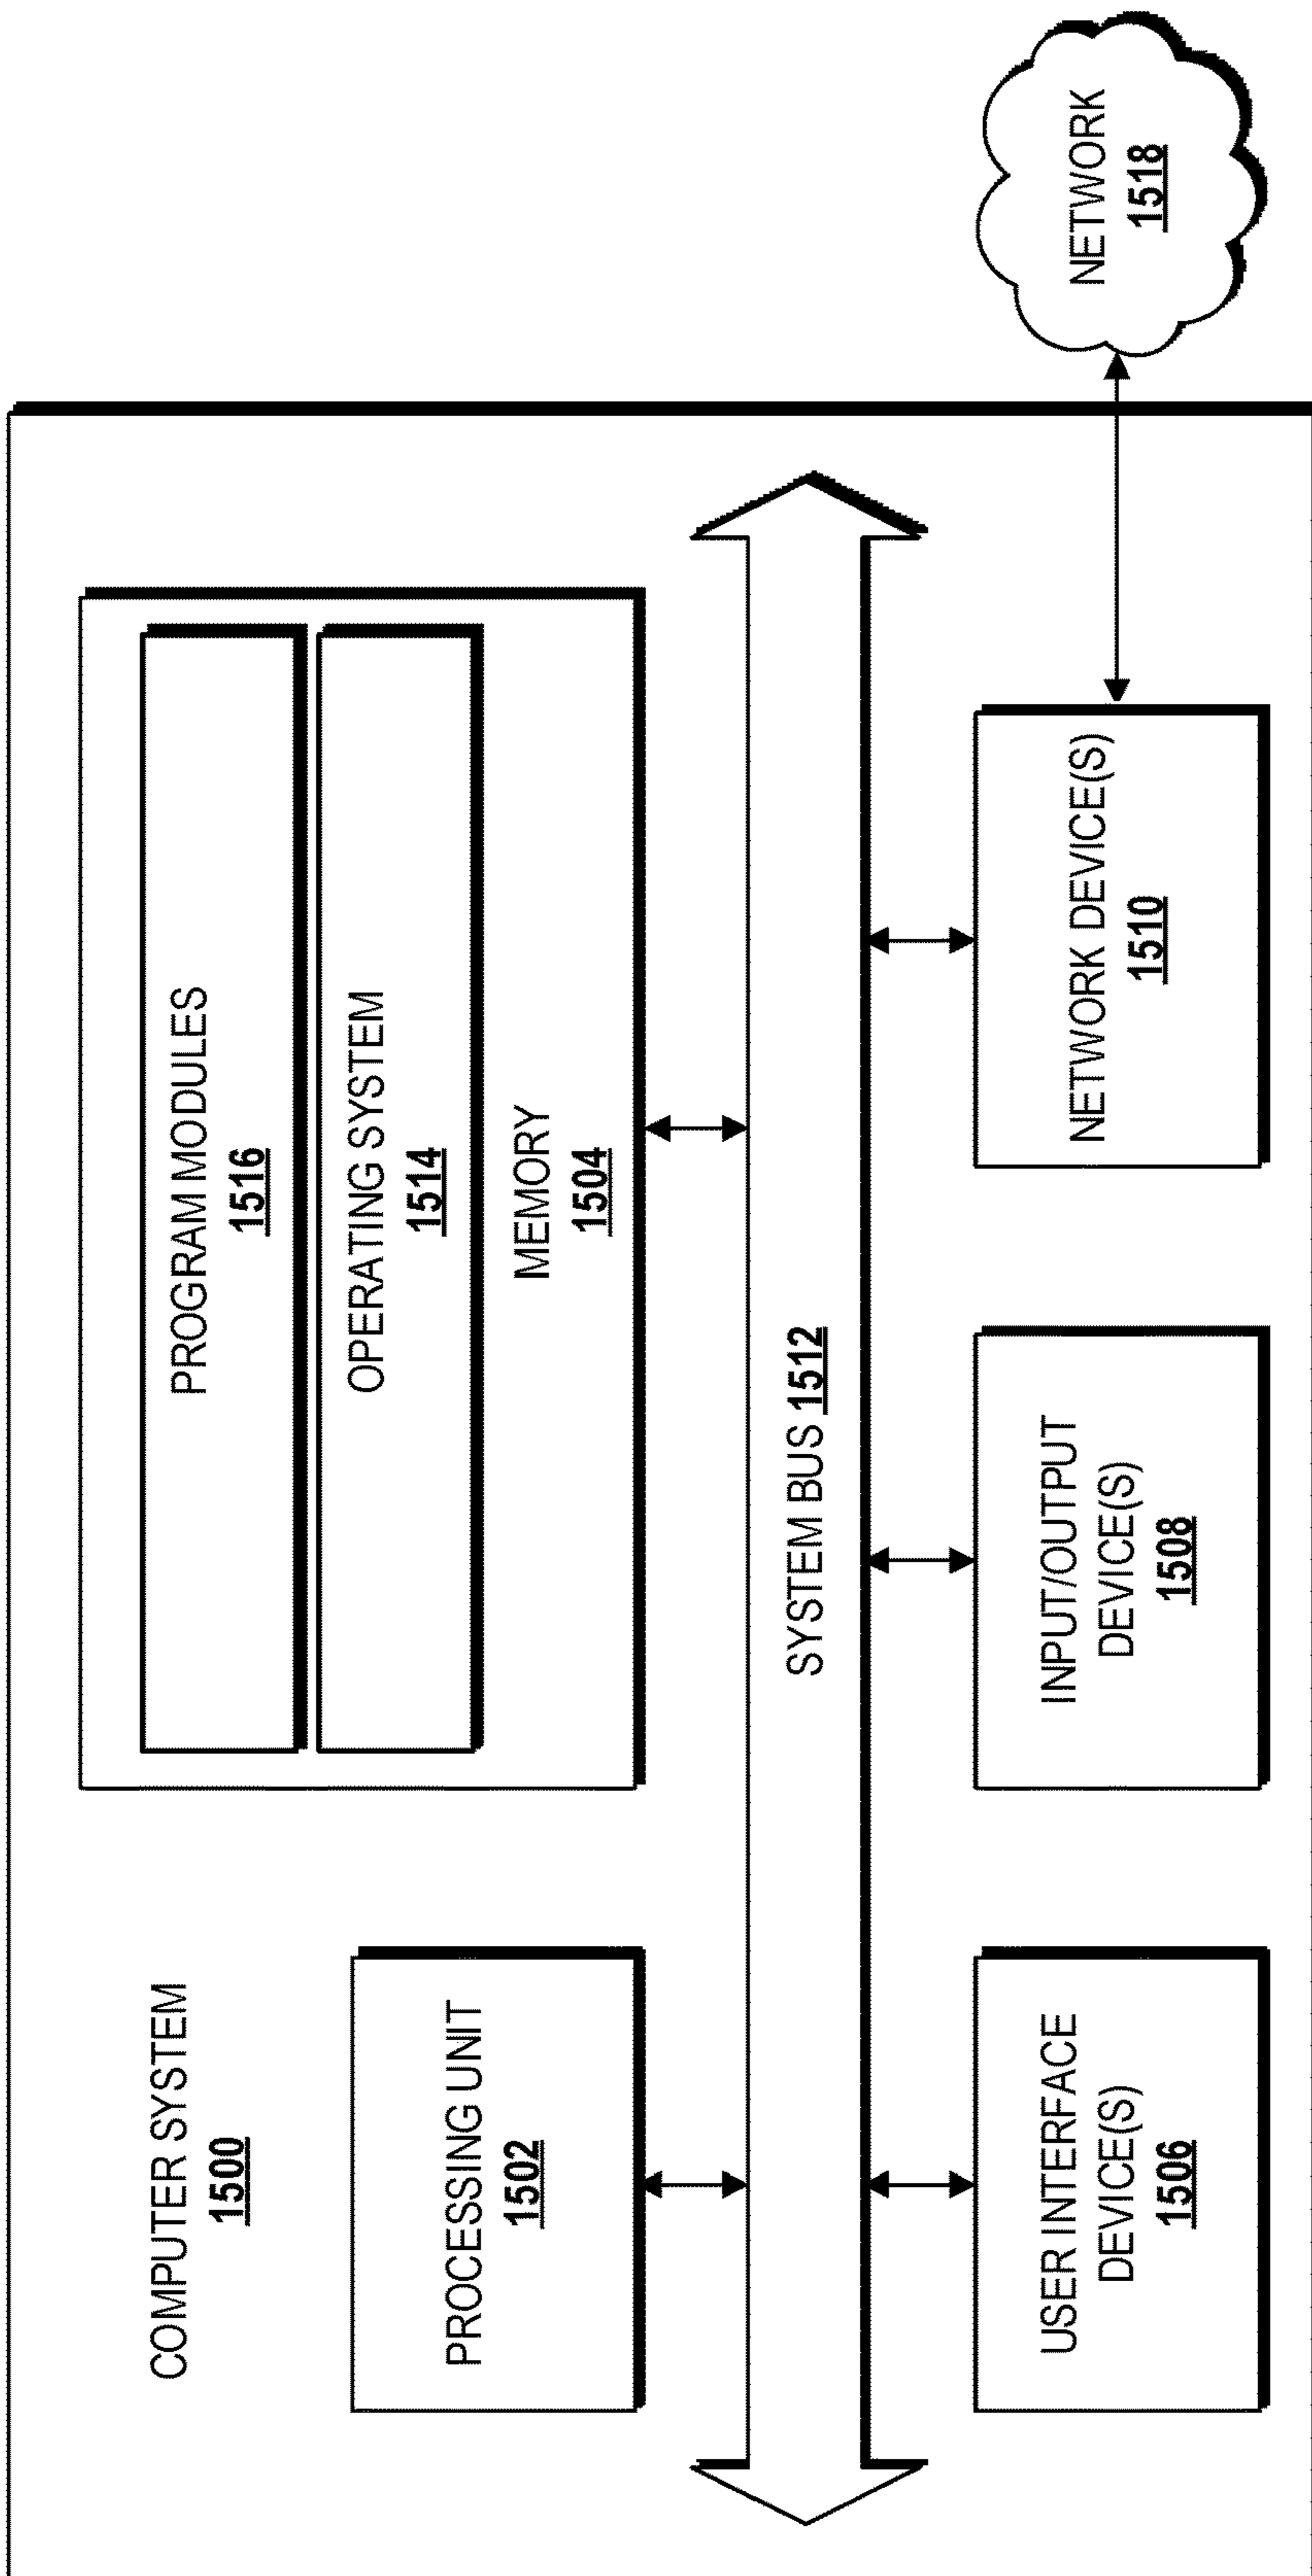 COMPUTER SYSTEM
1500
PROCESSING UNIT
1502
PROGRAM MODULES
1516
OPERATING SYSTEM
1514
MEMORY
1504
SYSTEM BUS 1512
USER INTERFACE
DEVICE(S)
1506
INPUT/OUTPUT
DEVICE(S)
1508
NETWORK DEVICE(S)
1510
NETWORK
1518